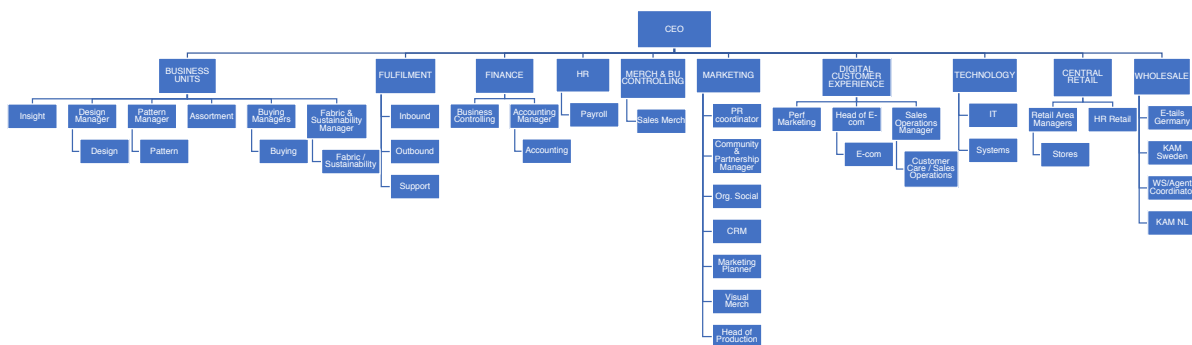 CEO
BUSINESS
UNITS
FULFILMENT
FINANCE
HR
MERCH & BU
CONTROLLING
MARKETING
DIGITAL
CUSTOMER
EXPERIENCE
TECHNOLOGY
CENTRAL
RETAIL
WHOLESALE
Insight
Design
Manager
Pattern
Manager
Assortment
Buying
Managers
Fabric &
Sustainability
Manager
Inbound
Business
Controlling
Accounting
Manager
Payroll
Sales Merch
PR
coordinator
Perf
Marketing
Head of E-
com
Sales
Operations
Manager
IT
Retail Area
Managers
HR Retail
E-tails
Germany
Design
Pattern
Buying
Fabric /
Sustainability
Outbound
Accounting
Community
&
Partnership
Manager
E-com
Customer
Care / Sales
Operations
Systems
Stores
KAM
Sweden
Support
Org. Social
WS/Agent
Coordinator
CRM
KAM NL
Marketing
Planner
Visual
Merch
Head of
Production